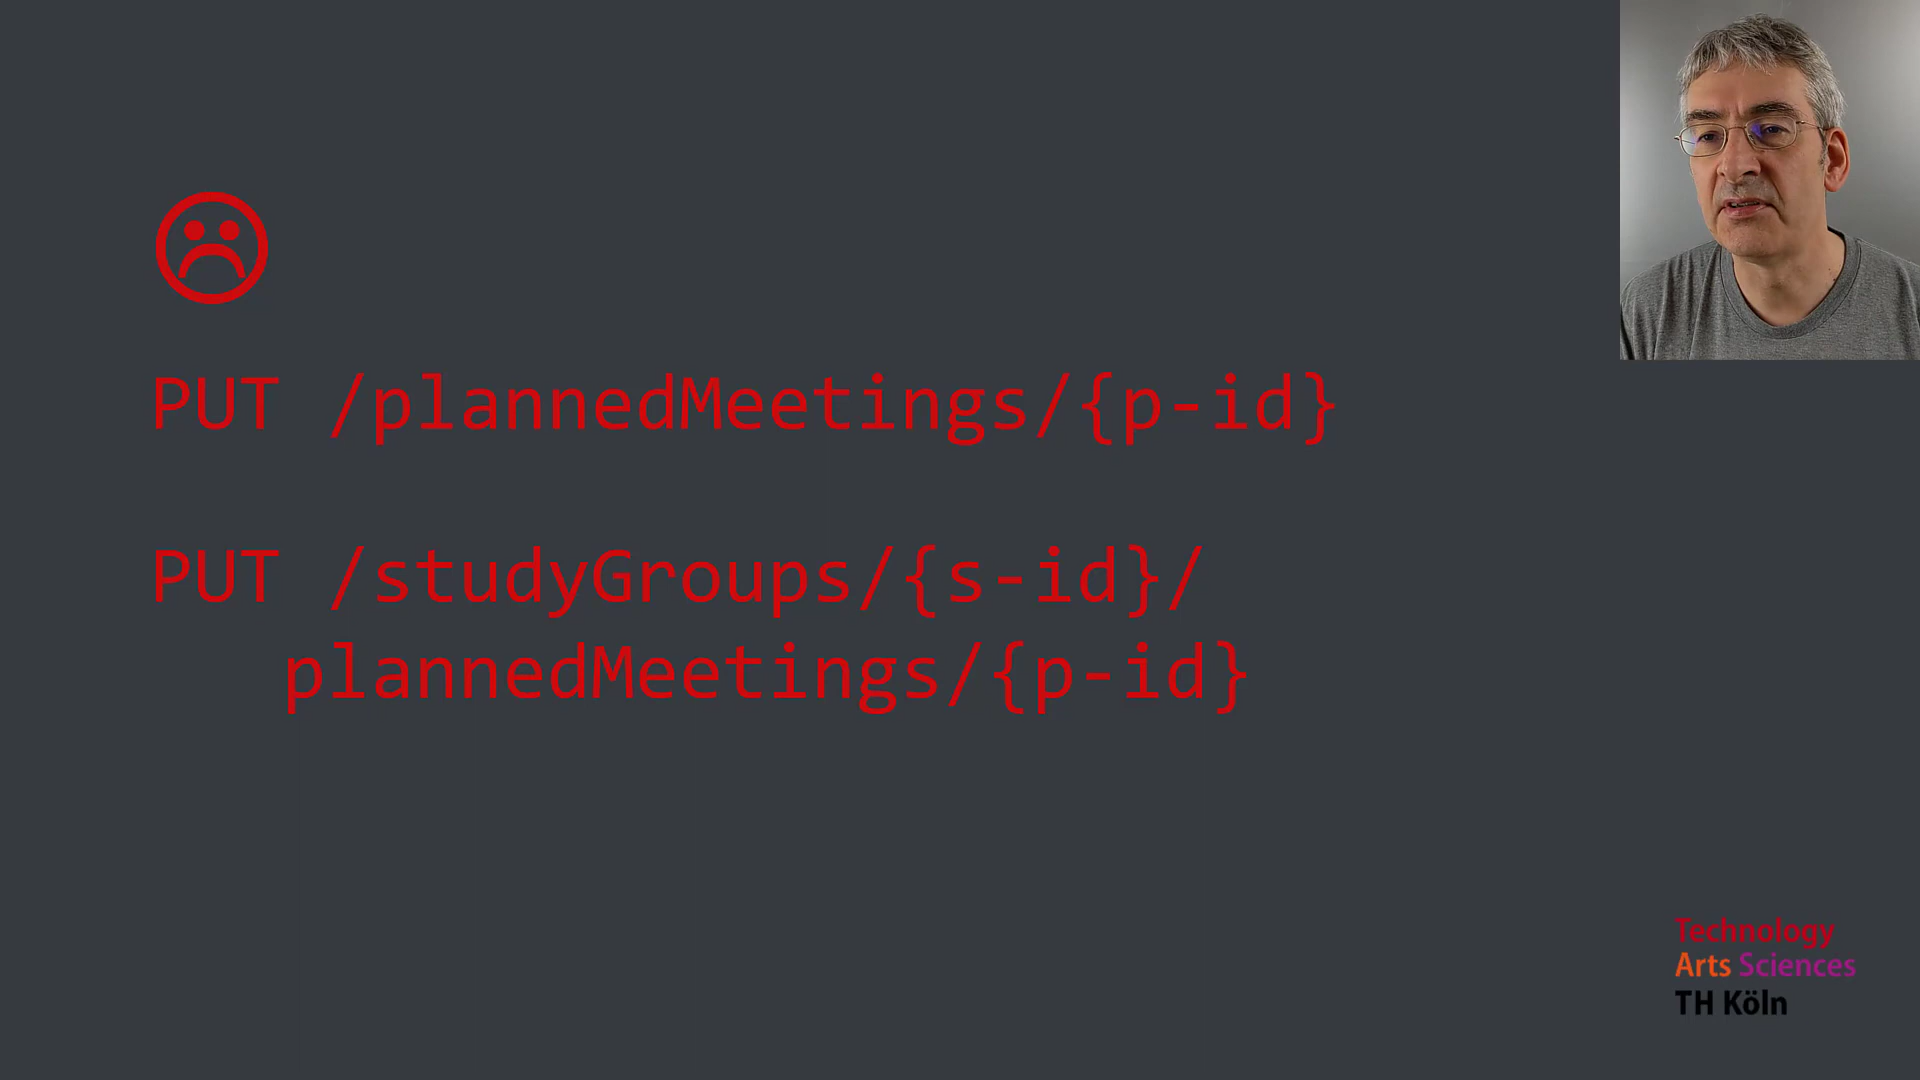 PUT /plannedMeetings/{p-id}
PUT /studyGroups/{s-id}/
plannedMeetings/{p-id}
Technology
Arts Sciences
TH Köln